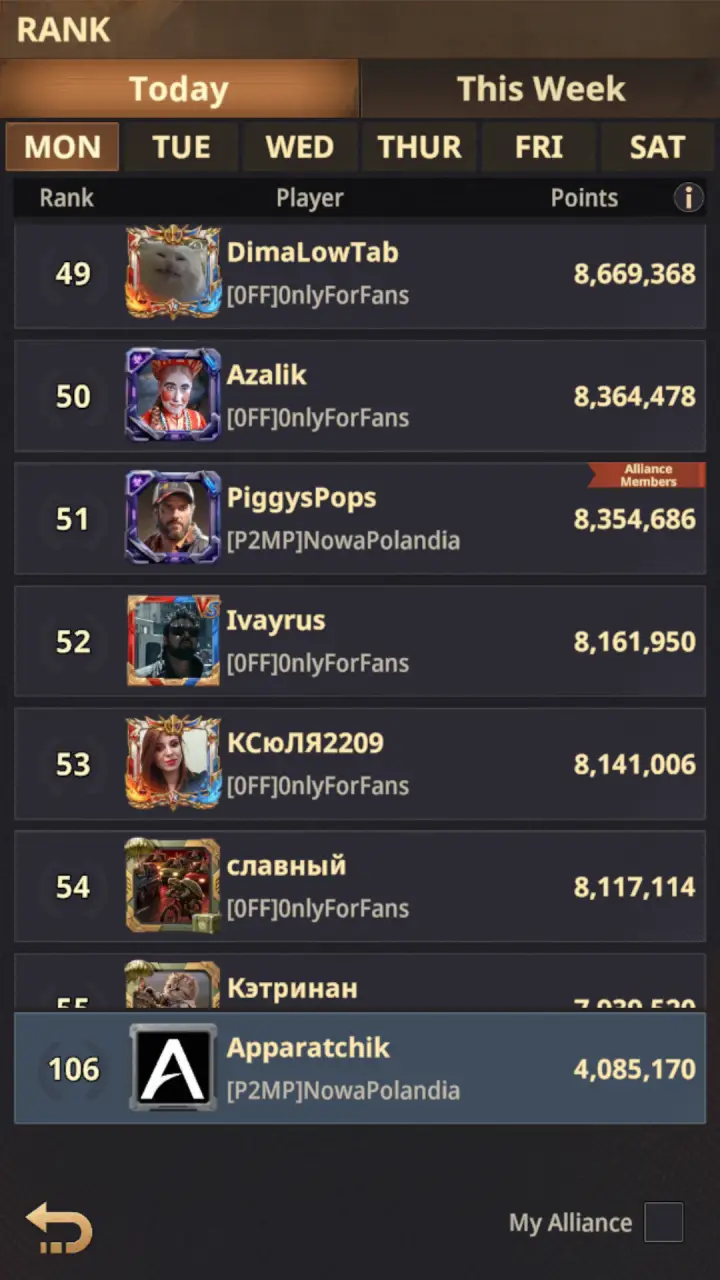 RANK
Today
This Week
MON
TUE
WED
THUR
FRI
SAT
Rank
Player
Points
i
49
DimaLowTab
[0FF]0nlyForFans
8,669,368
50
Azalik
[0FF]0nlyForFans
8,364,478
Alliance
Members
51
PiggysPops
[P2MP]NowaPolandia
8,354,686
VS
52
Ivayrus
[0FF]0nlyForFans
8,161,950
53
КСюЛЯ2209
[0FF]0nlyForFans
8,141,006
54
славный
[0FF]0nlyForFans
8,117,114
55
Кэтринан
106
Apparatchik
[P2MP]NowaPolandia
4,085,170
My Alliance